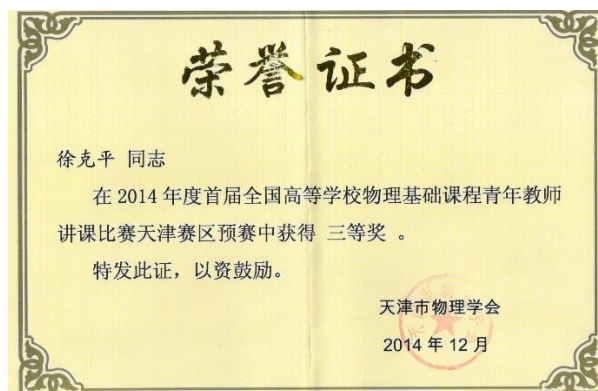 荣誉证书
徐克平 同志
在 2014 年度首届全国高等学校物理基础课程青年教师
讲课比赛天津赛区预赛中获得 三等奖 。
特发此证，以资鼓励。
天津市物理学会
2014 年 12 月